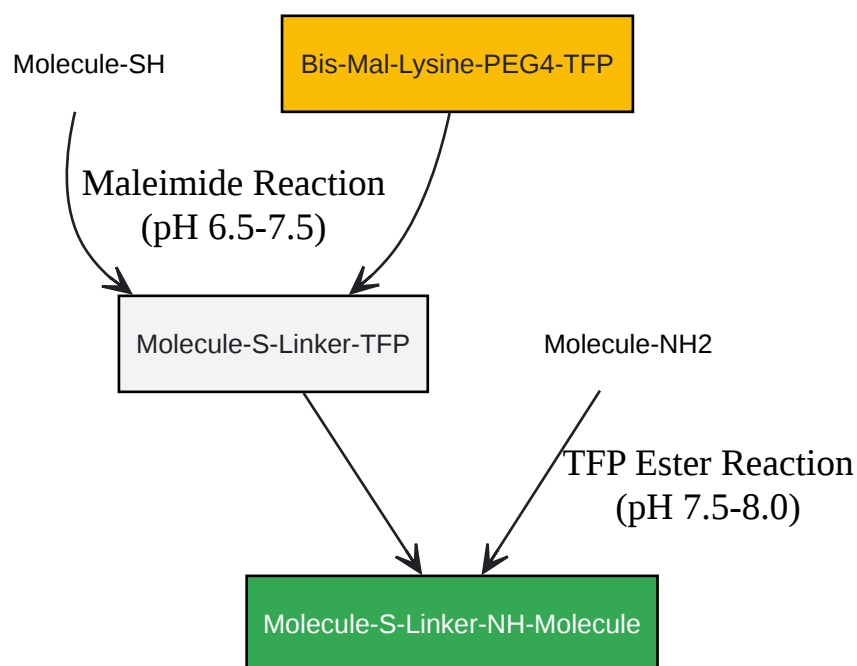 Molecule-SH
Bis-Mal-Lysine-PEG4-TFP
Maleimide Reaction
(pH 6.5-7.5)
Molecule-S-Linker-TFP
Molecule-NH2
TFP Ester Reaction
(pH 7.5-8.0)
Molecule-S-Linker-NH-Molecule